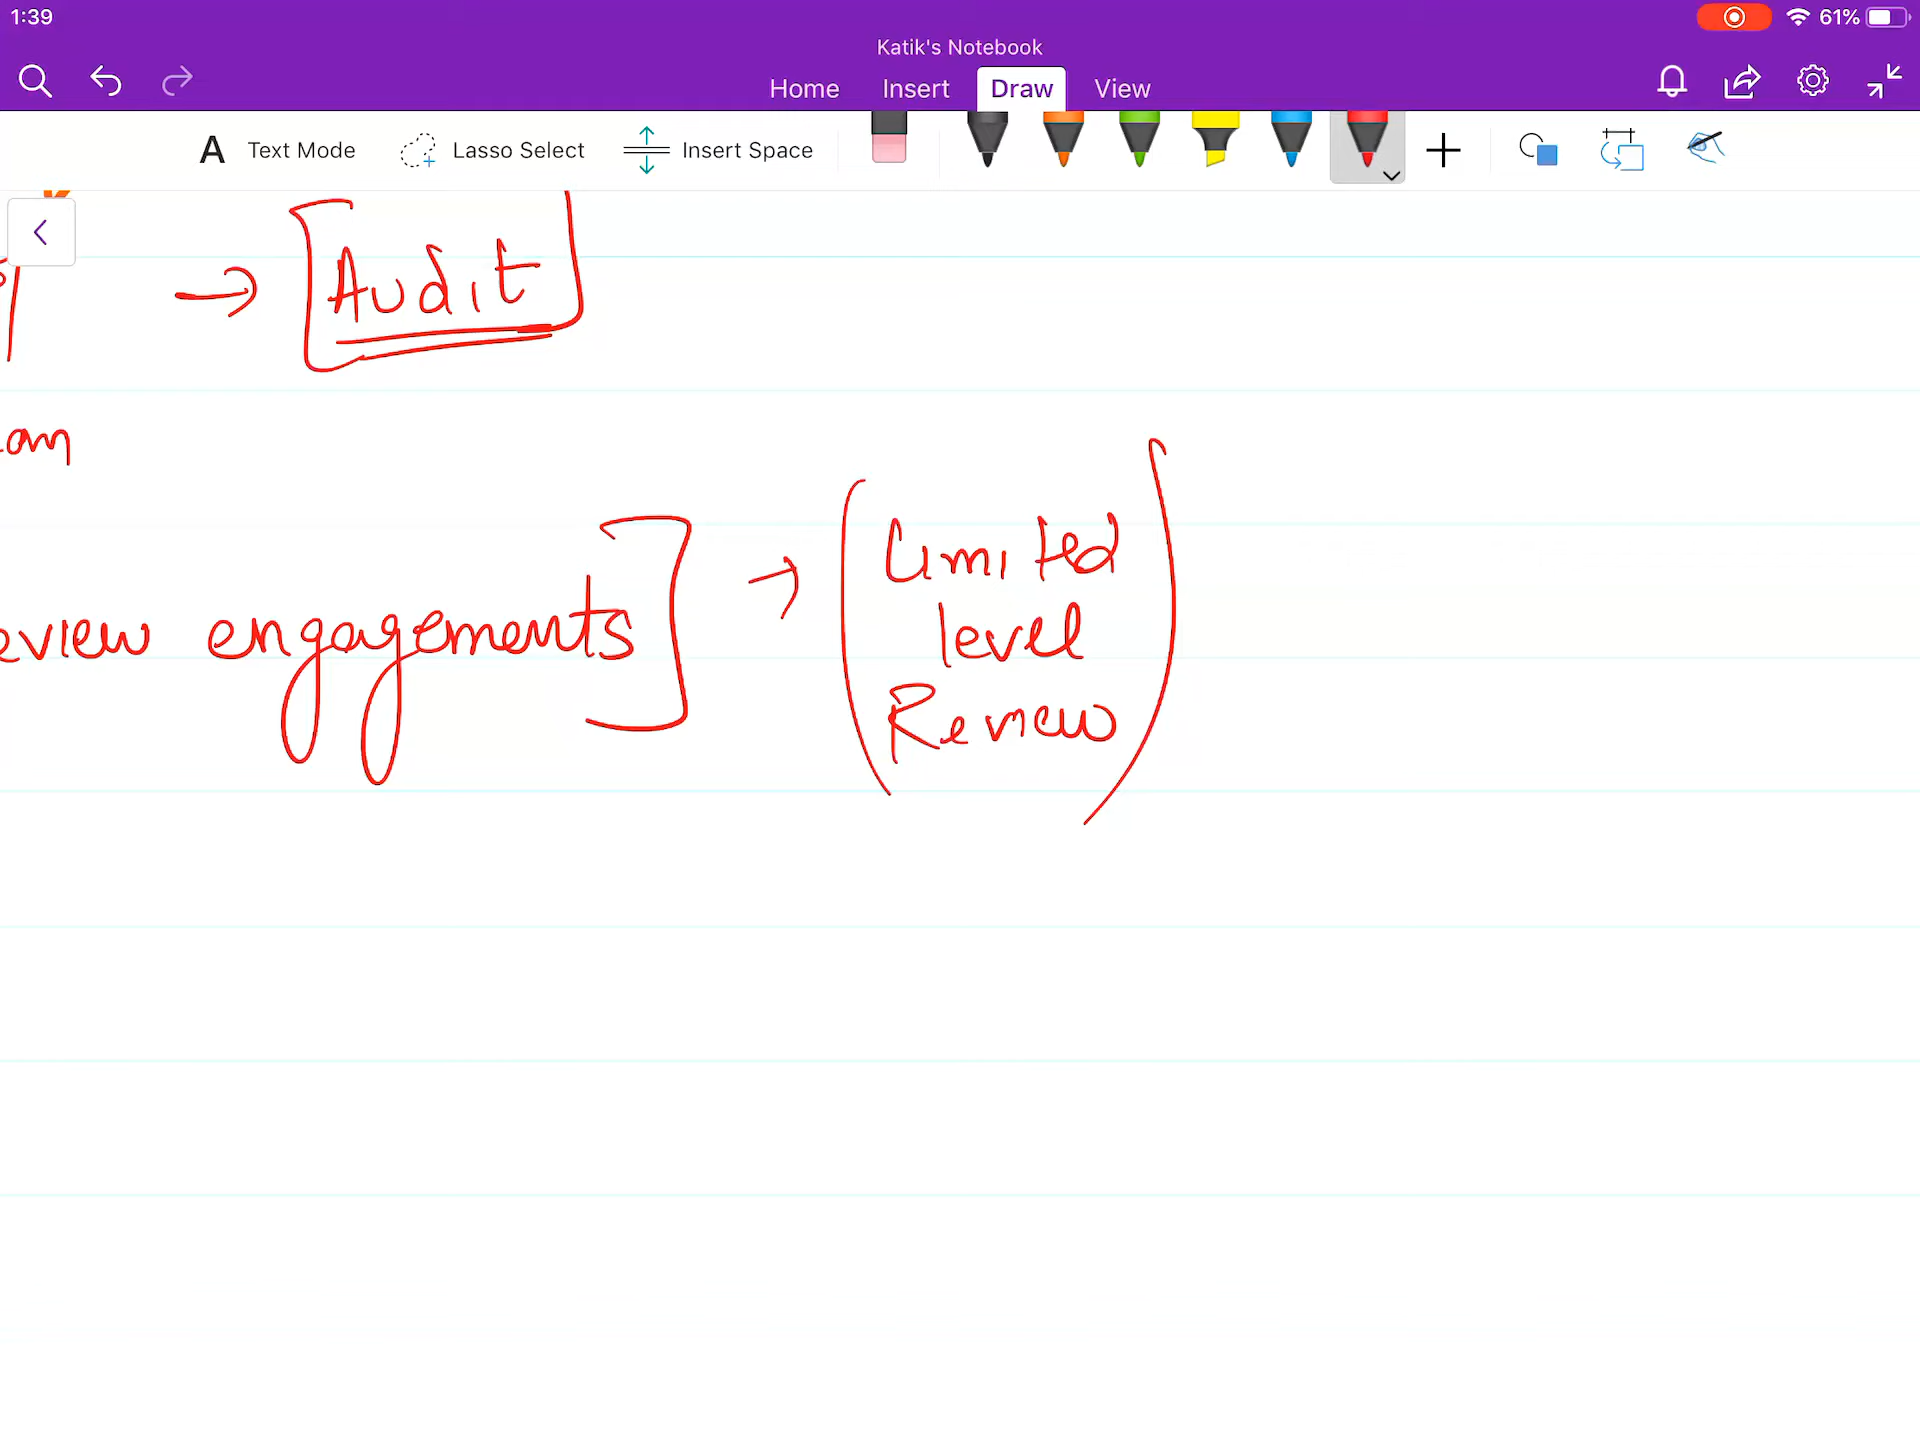 1:39
61%
Katik's Notebook
Home Insert Draw View
A Text Mode Lasso Select Insert Space
→ [Audit]
eview engagements] → (Limited
level
Review)